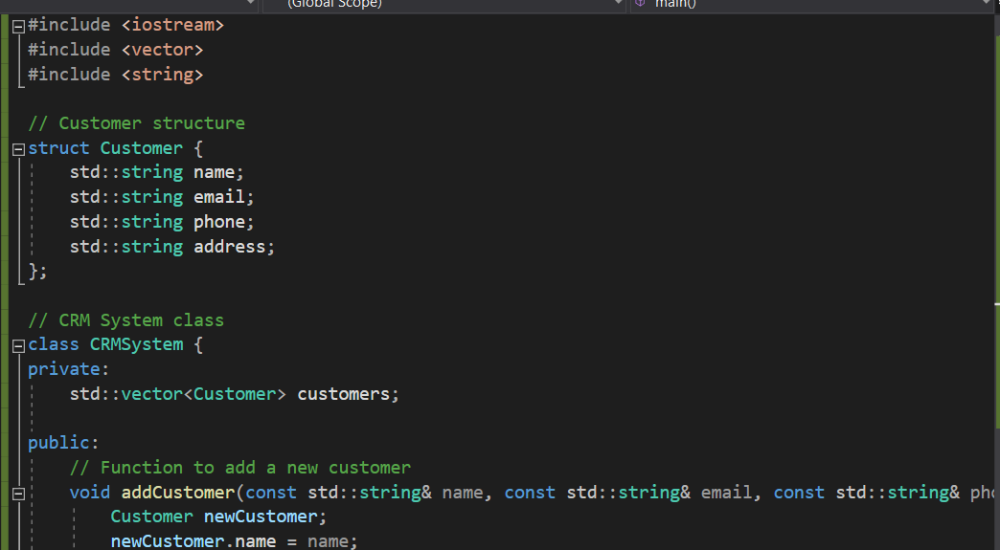 (Global Scope) main()
#include <iostream>
#include <vector>
#include <string>
// Customer structure
struct Customer {
std::string name;
std::string email;
std::string phone;
std::string address;
};
// CRM System class
class CRMSystem {
private:
std::vector<Customer> customers;
public:
// Function to add a new customer
void addCustomer(const std::string& name, const std::string& email, const std::string&
Customer newCustomer;
newCustomer.name = name;